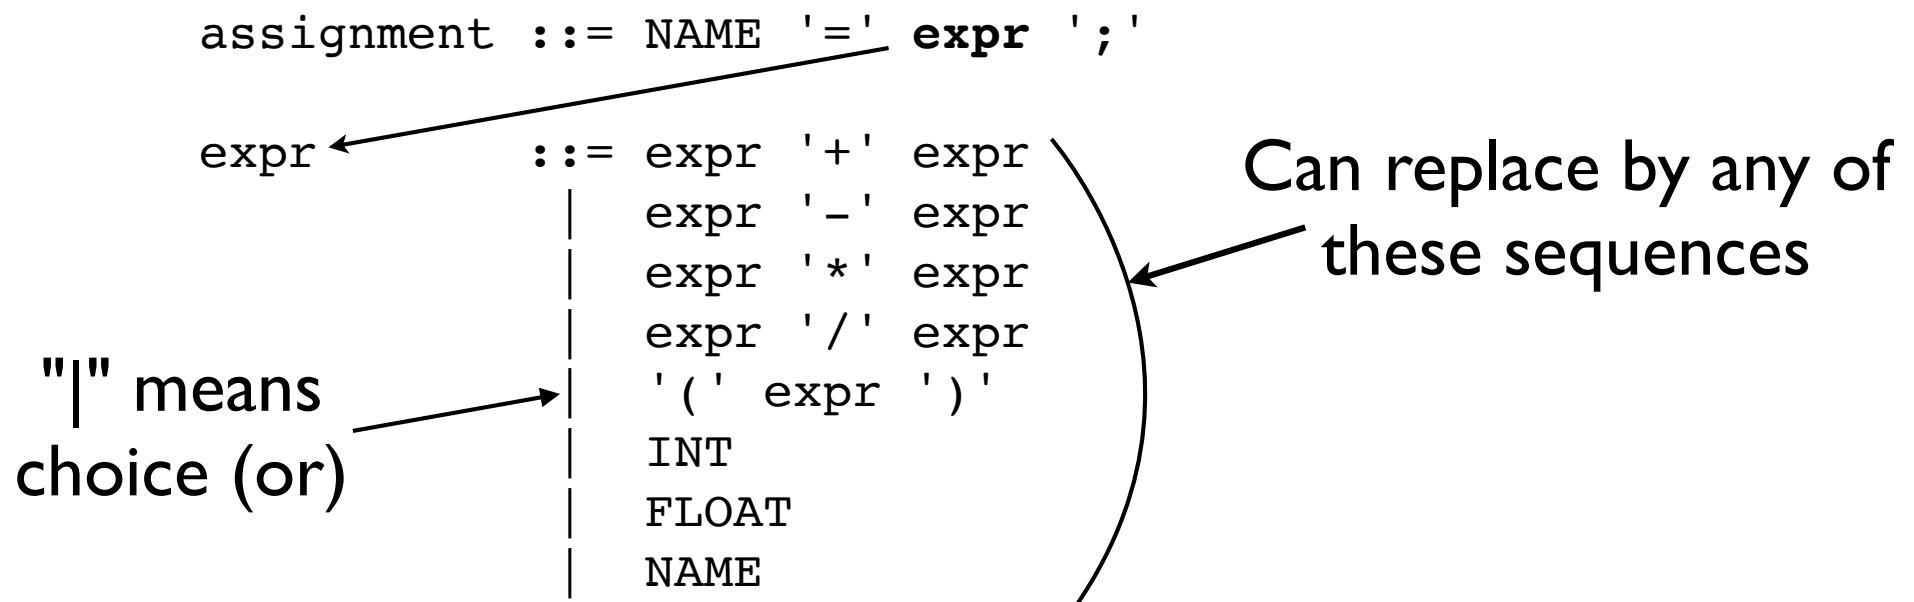 assignment ::= NAME '=' expr ';'
expr ::= expr '+' expr
| expr '-' expr
| expr '*' expr
| expr '/' expr
| '(' expr ')'
| INT
| FLOAT
| NAME
Can replace by any of
these sequences
"|" means
choice (or)